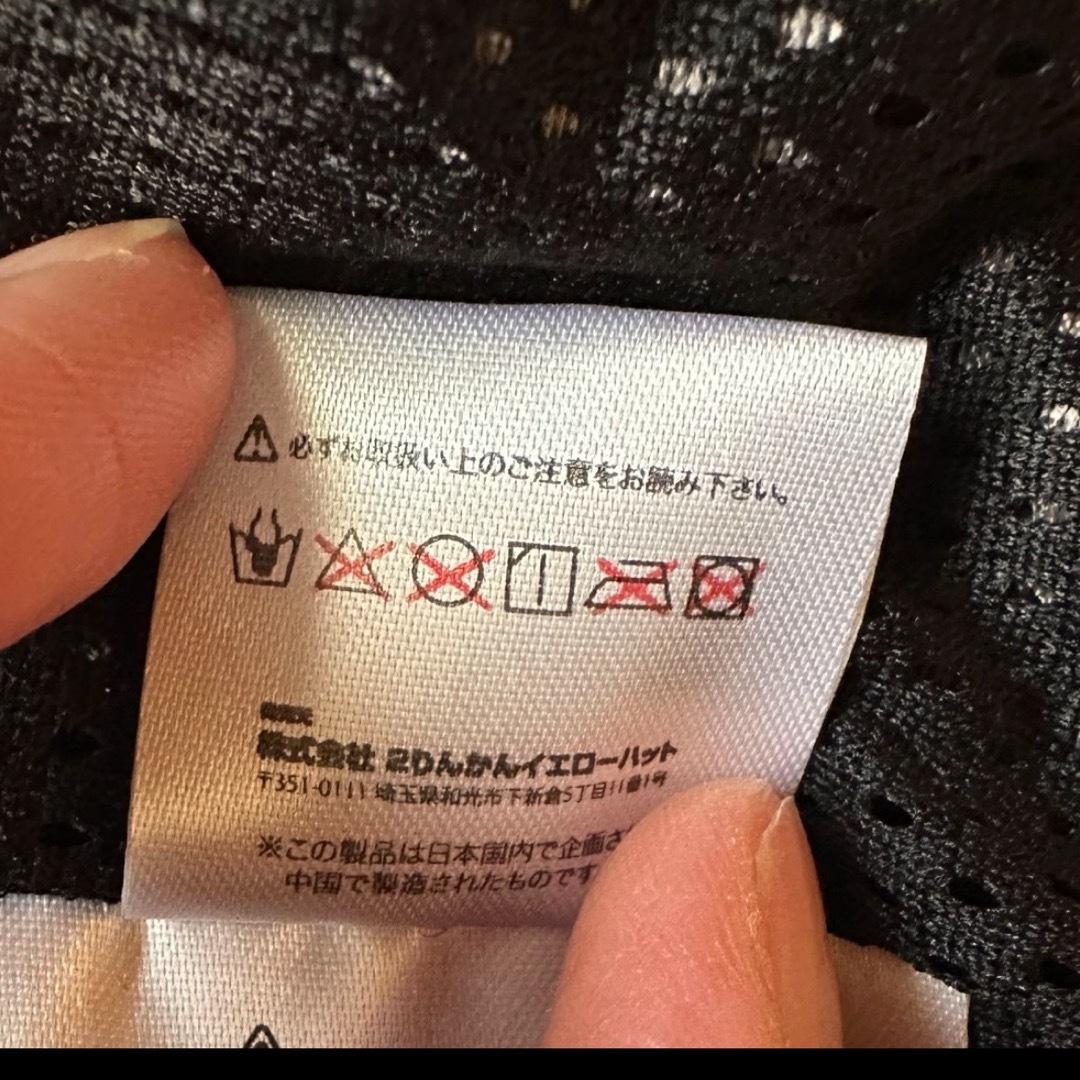 必ずお取扱い上のご注意をお読み下さい。
発売元
株式会社 2りんかんイエローハット
〒351-0111 埼玉県和光市下新倉5丁目11番1号
※この製品は日本国内で企画さ
中国で製造されたものです